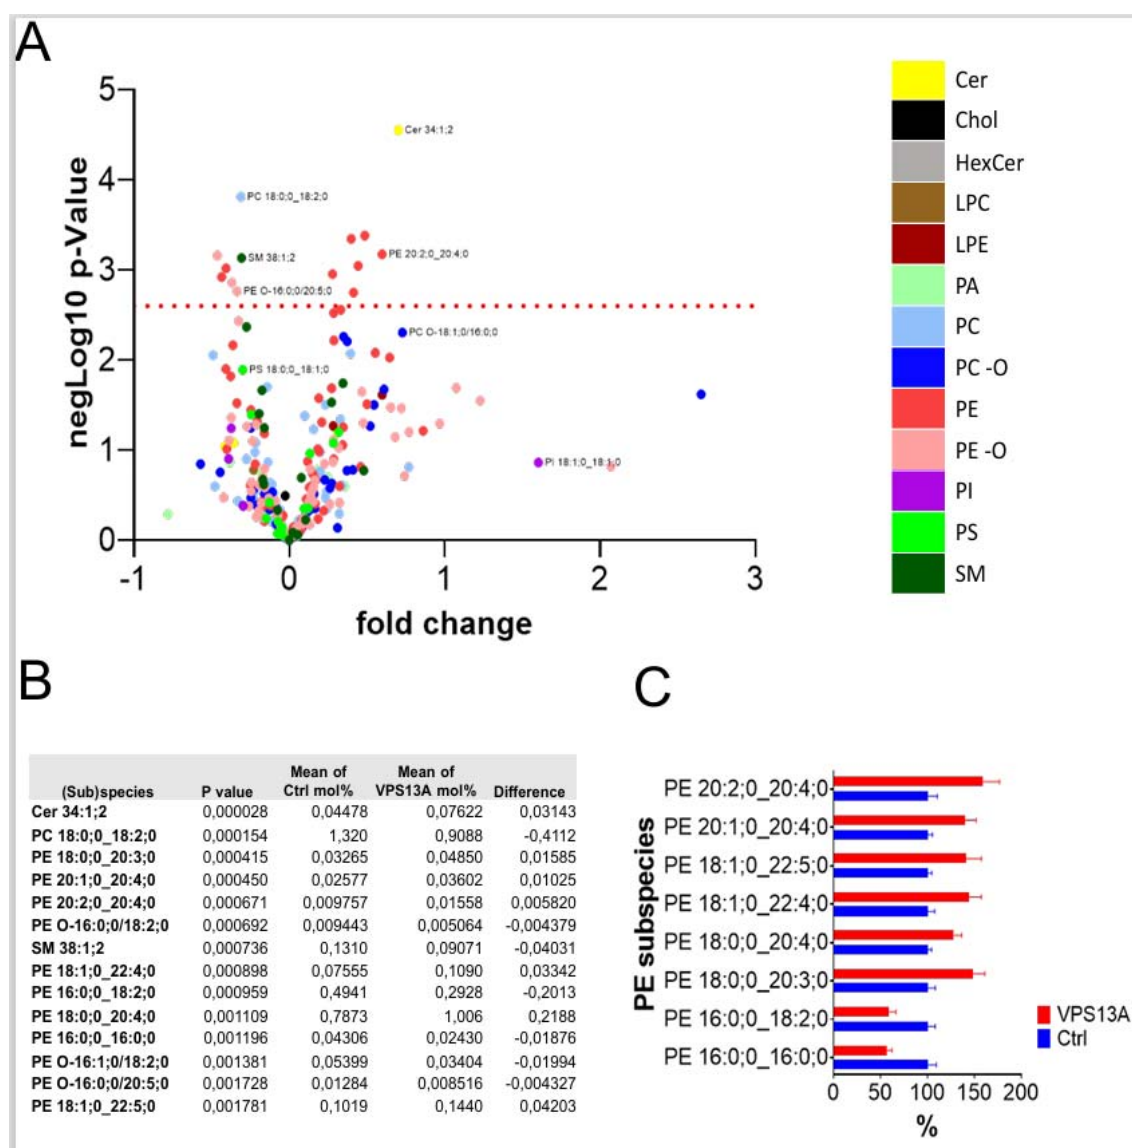 A
negLog10 p-Value
5
4
3
2
1
0
-1
0
1
2
3
fold change
Cer 34:1;2
PC 18:0;0_18:2;0
PE 20:2;0_20:4;0
SM 38:1;2
PE O-16:0;0/20:5;0
PC O-18:1;0/16:0;0
PS 18:0;0_18:1;0
PI 18:1;0_18:1;0
Cer
Chol
HexCer
LPC
LPE
PA
PC
PC -O
PE
PE -O
PI
PS
SM
B
(Sub)species P value Mean of Ctrl mol% Mean of VPS13A mol% Difference
Cer 34:1;2 0,000028 0,04478 0,07622 0,03143
PC 18:0;0_18:2;0 0,000154 1,320 0,9088 -0,4112
PE 18:0;0_20:3;0 0,000415 0,03265 0,04850 0,01585
PE 20:1;0_20:4;0 0,000450 0,02577 0,03602 0,01025
PE 20:2;0_20:4;0 0,000671 0,009757 0,01558 0,005820
PE O-16:0;0/18:2;0 0,000692 0,009443 0,005064 -0,004379
SM 38:1;2 0,000736 0,1310 0,09071 -0,04031
PE 18:1;0_22:4;0 0,000898 0,07555 0,1090 0,03342
PE 16:0;0_18:2;0 0,000959 0,4941 0,2928 -0,2013
PE 18:0;0_20:4;0 0,001109 0,7873 1,006 0,2188
PE 16:0;0_16:0;0 0,001196 0,04306 0,02430 -0,01876
PE O-16:1;0/18:2;0 0,001381 0,05399 0,03404 -0,01994
PE O-16:0;0/20:5;0 0,001728 0,01284 0,008516 -0,004327
PE 18:1;0_22:5;0 0,001781 0,1019 0,1440 0,04203
C
PE subspecies
PE 20:2;0_20:4;0
PE 20:1;0_20:4;0
PE 18:1;0_22:5;0
PE 18:1;0_22:4;0
PE 18:0;0_20:4;0
PE 18:0;0_20:3;0
PE 16:0;0_18:2;0
PE 16:0;0_16:0;0
0 50 100 150 200
%
VPS13A
Ctrl